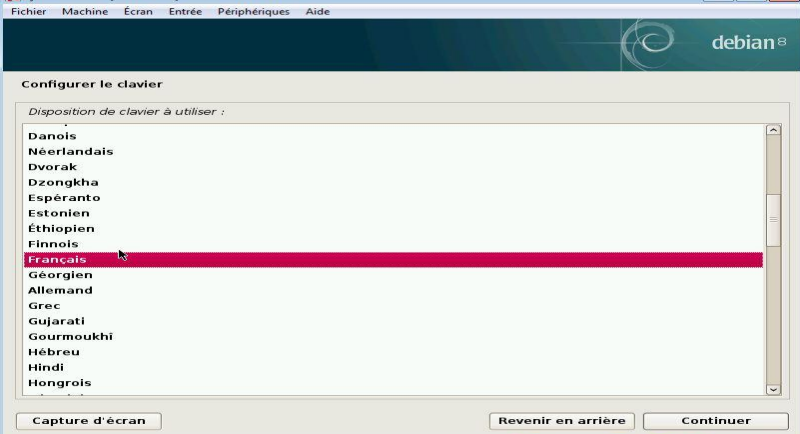 Fichier Machine Écran Entrée Périphériques Aide
debian 8
Configurer le clavier
Disposition de clavier à utiliser :
Danois
Néerlandais
Dvorak
Dzongkha
Espéranto
Estonien
Éthiopien
Finnois
Français
Géorgien
Allemand
Grec
Gujarati
Gourmoukhî
Hébreu
Hindi
Hongrois
Capture d'écran
Revenir en arrière
Continuer